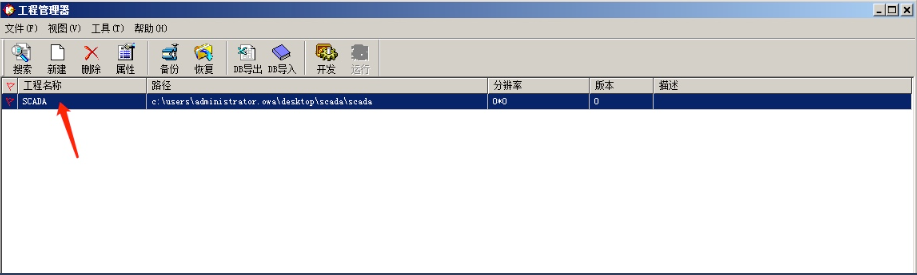 工程管理器
文件(F) 视图(V) 工具(T) 帮助(H)
搜索 新建 删除 属性 备份 恢复 DB导出 DB导入 开发 运行
工程名称 路径 分辨率 版本 描述
SCADA c:\users\administrator.owa\desktop\scada\scada 0*0 0